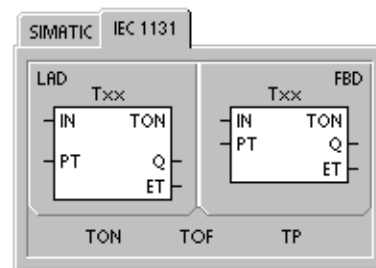 SIMATIC IEC 1131
LAD
Txx
IN TON
PT Q
ET
FBD
Txx
IN TON
PT Q
ET
TON TOF TP